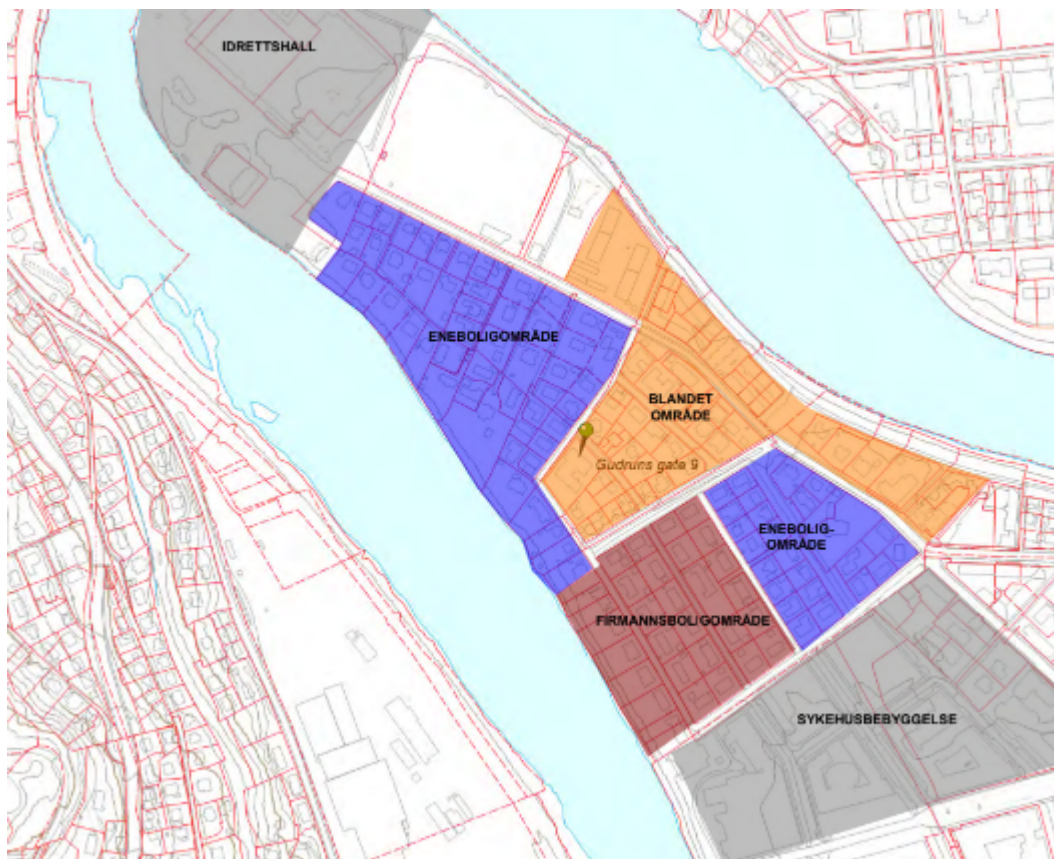 IDRETTSHALL
ENEBOLIGOMRÅDE
BLANDET
OMRÅDE
Gudruns gate 9
ENEBOLIG-
OMRÅDE
FIRMANNSBOLIGOMRÅDE
SYKEHUSBEBYGGELSE